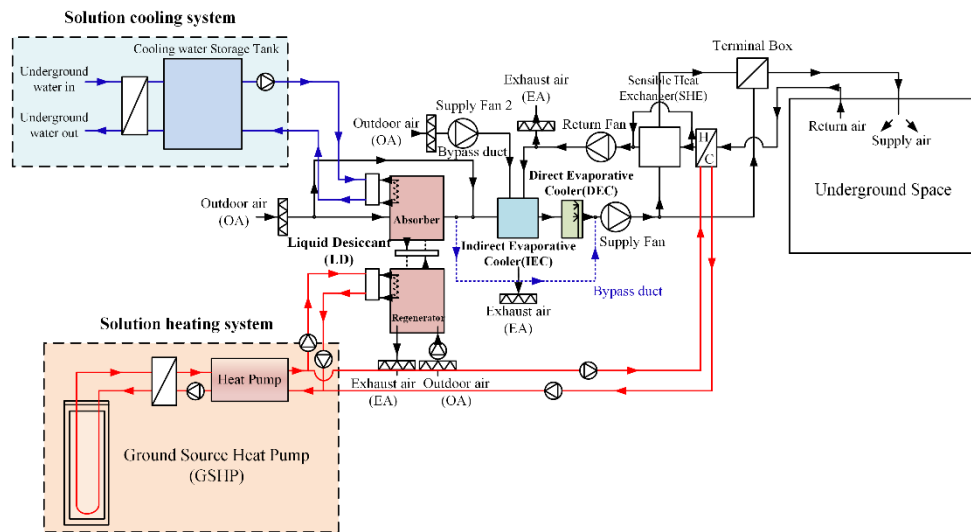 Solution cooling system
Cooling water Storage Tank
Underground
water in
Underground
water out
Terminal Box
Exhaust air
(EA)
Sensible Heat
Exchanger(SHE)
Supply Fan 2
Outdoor air
(OA)
Bypass duct
Return Fan
H
C
Return air
Supply air
Underground Space
Direct Evaporative
Cooler(DEC)
Outdoor air
(OA)
Absorber
Supply Fan
Liquid Desiccant
(LD)
Indirect Evaporative
Cooler(IEC)
Bypass duct
Exhaust air
(EA)
Regenerator
Solution heating system
Heat Pump
Exhaust air
(EA)
Outdoor air
(OA)
Ground Source Heat Pump
(GSHP)